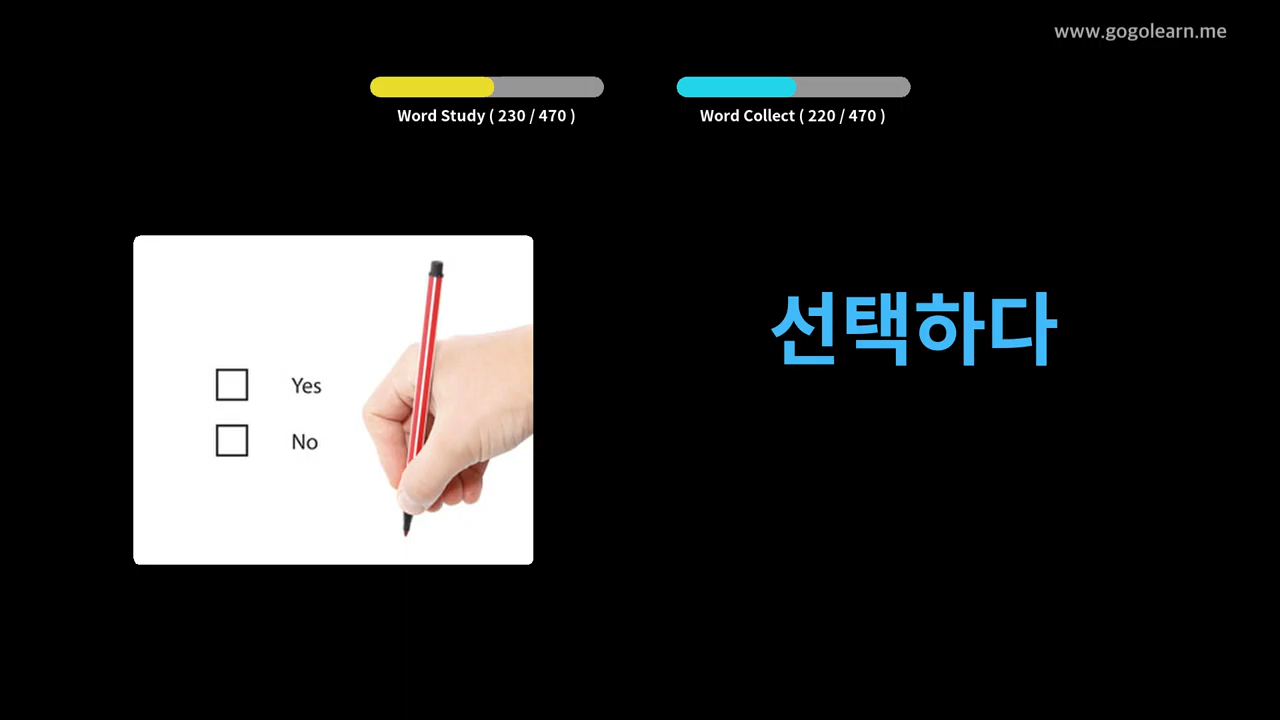 www.gogolearn.me
Word Study ( 230 / 470 )
Word Collect ( 220 / 470 )
선택하다
Yes
No